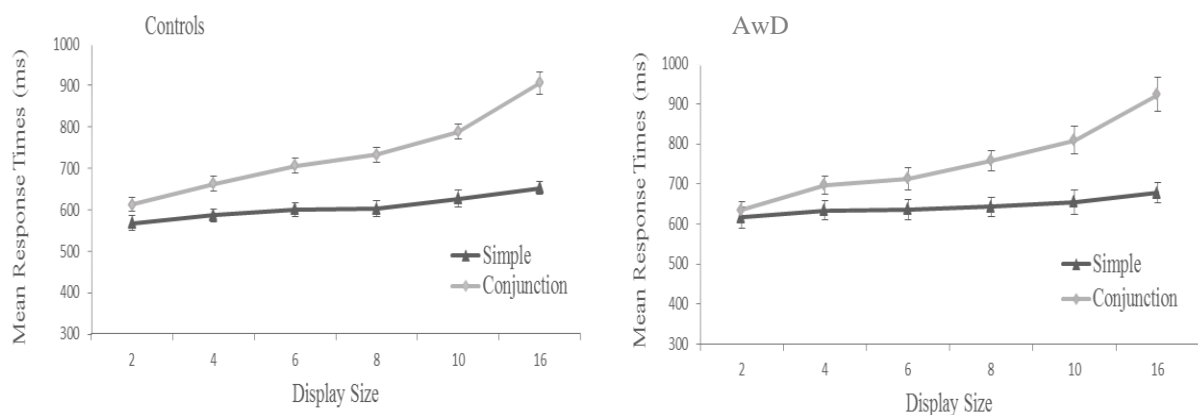 Controls
Mean Response Times (ms)
1000
900
800
700
600
500
400
300
Simple
Conjunction
2 4 6 8 10 16
Display Size
AwD
Mean Response Times (ms)
1000
900
800
700
600
500
400
300
Simple
Conjunction
2 4 6 8 10 16
Display Size